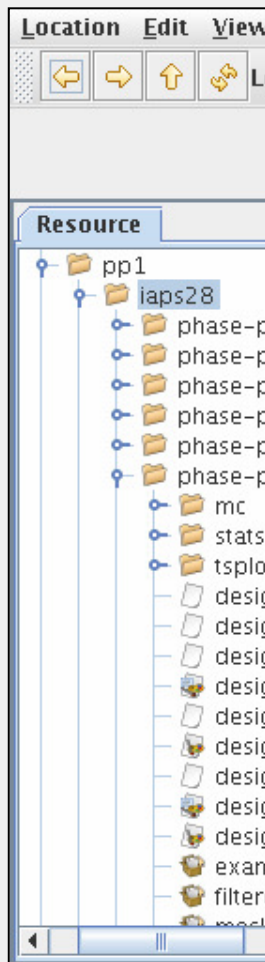 Location Edit View
L
Resource
pp1
iaps28
phase-p
phase-p
phase-p
phase-p
phase-p
phase-p
mc
stats
tsplo
desig
desig
desig
desig
desig
desig
desig
desig
desig
exan
filter